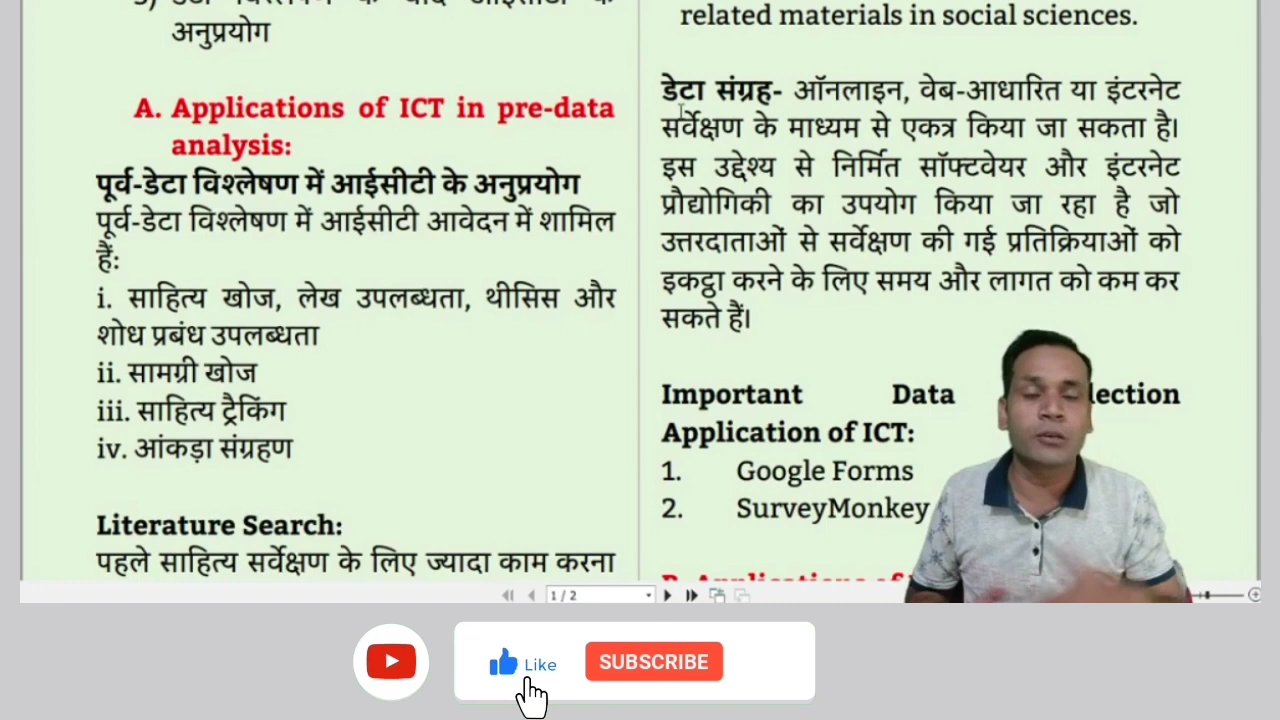 अनुप्रयोग
A. Applications of ICT in pre-data
analysis:
पूर्व-डेटा विश्लेषण में आईसीटी के अनुप्रयोग
पूर्व-डेटा विश्लेषण में आईसीटी आवेदन में शामिल
हैं:
i. साहित्य खोज, लेख उपलब्धता, थीसिस और
शोध प्रबंध उपलब्धता
ii. सामग्री खोज
iii. साहित्य ट्रैकिंग
iv. आंकड़ा संग्रहण
Literature Search:
पहले साहित्य सर्वेक्षण के लिए ज्यादा काम करना
related materials in social sciences.
डेटा संग्रह- ऑनलाइन, वेब-आधारित या इंटरनेट
सर्वेक्षण के माध्यम से एकत्र किया जा सकता है।
इस उद्देश्य से निर्मित सॉफ्टवेयर और इंटरनेट
प्रौद्योगिकी का उपयोग किया जा रहा है जो
उत्तरदाताओं से सर्वेक्षण की गई प्रतिक्रियाओं को
इकट्ठा करने के लिए समय और लागत को कम कर
सकते हैं।
Important Data
Application of ICT:
1. Google Forms
2. SurveyMonkey
1 / 2
Like
SUBSCRIBE